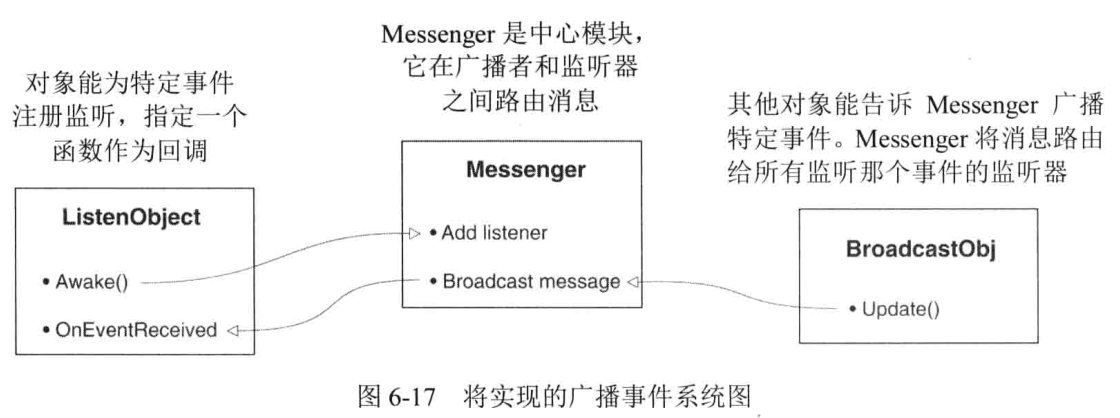 Messenger 是中心模块,
它在广播者和监听器
之间路由消息
对象能为特定事件
注册监听，指定一个
函数作为回调
其他对象能告诉 Messenger 广播
特定事件。Messenger 将消息路由
给所有监听那个事件的监听器
ListenObject
• Awake()
• OnEventReceived
Messenger
• Add listener
• Broadcast message
BroadcastObj
• Update()
图 6-17 将实现的广播事件系统图